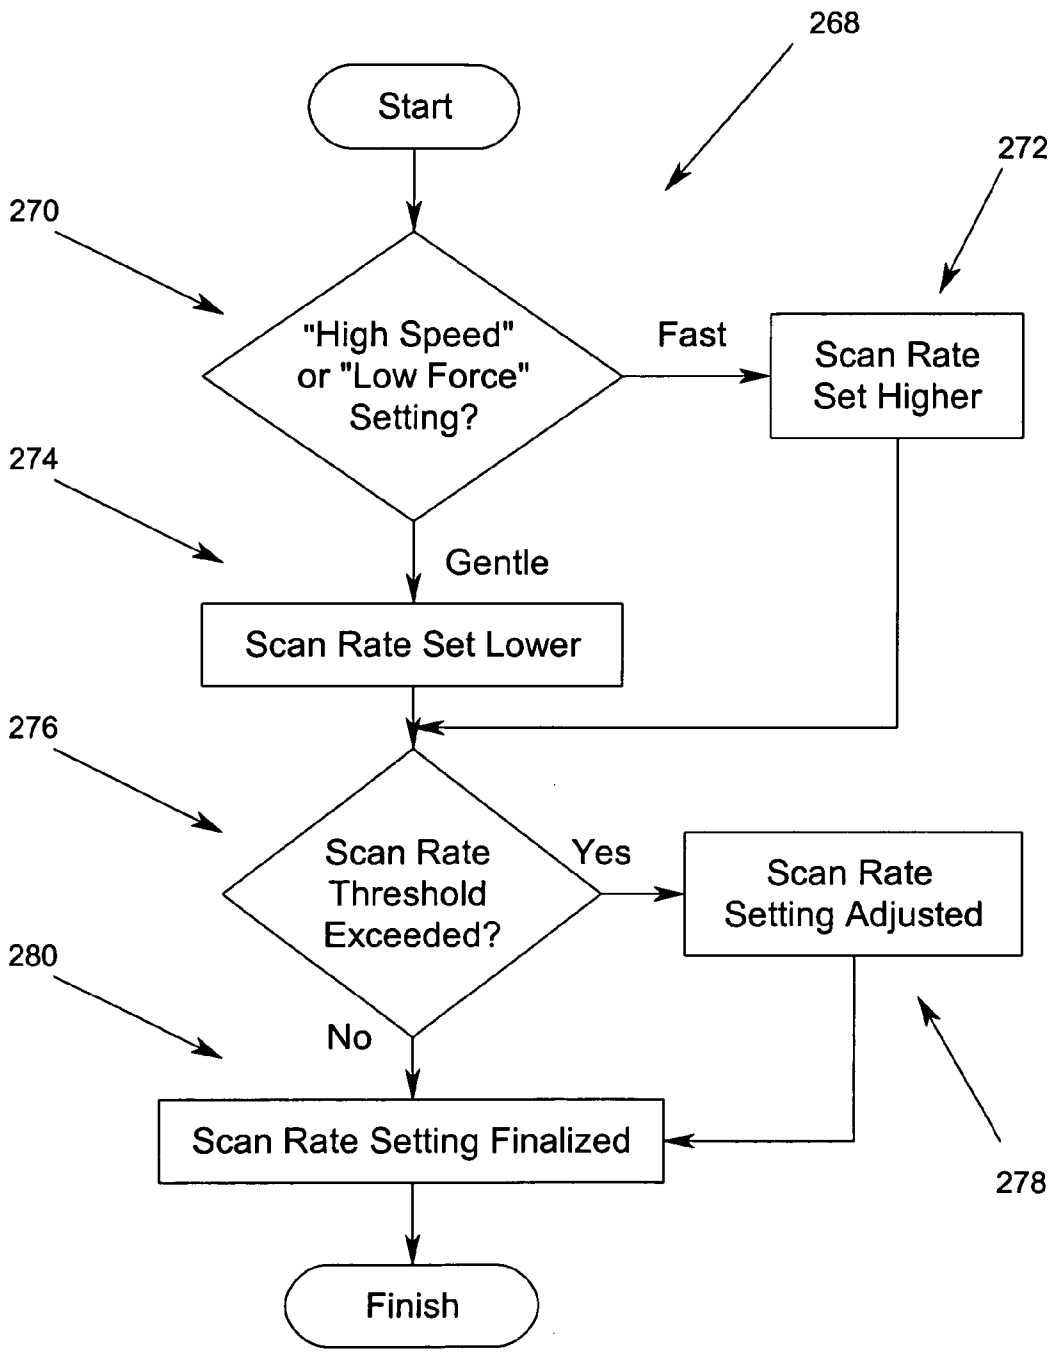 268
Start
272
270
"High Speed"
or "Low Force"
Setting?
Fast
Scan Rate
Set Higher
274
Gentle
Scan Rate Set Lower
276
Scan Rate
Threshold
Exceeded?
Yes
Scan Rate
Setting Adjusted
280
No
Scan Rate Setting Finalized
278
Finish